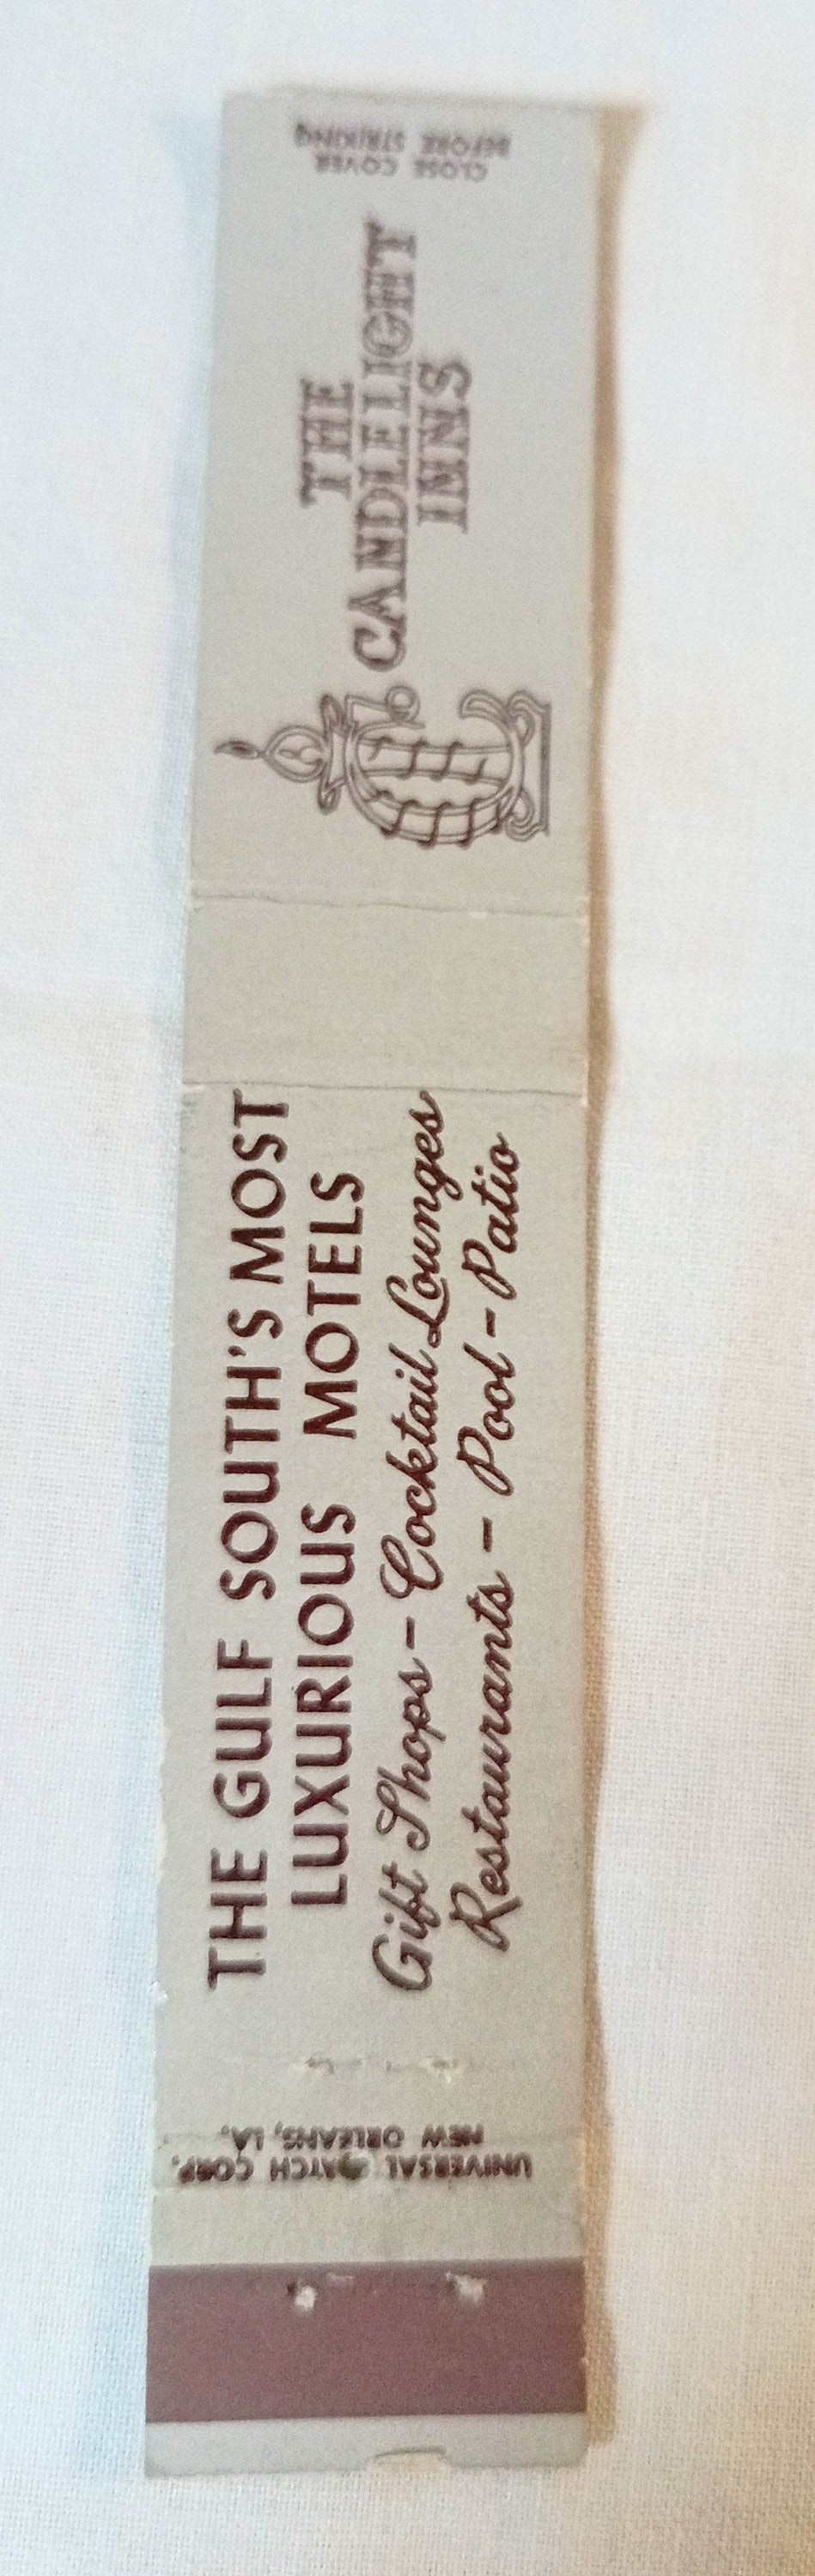 CLOSE COVER
BEFORE STRIKING
THE
CANDLELIGHT
INNS
THE GULF SOUTH'S MOST
LUXURIOUS MOTELS
Gift Shops - Cocktail Lounges
Restaurants - Pool - Patio
UNIVERSAL MATCH CORP.
NEW ORLEANS, LA.